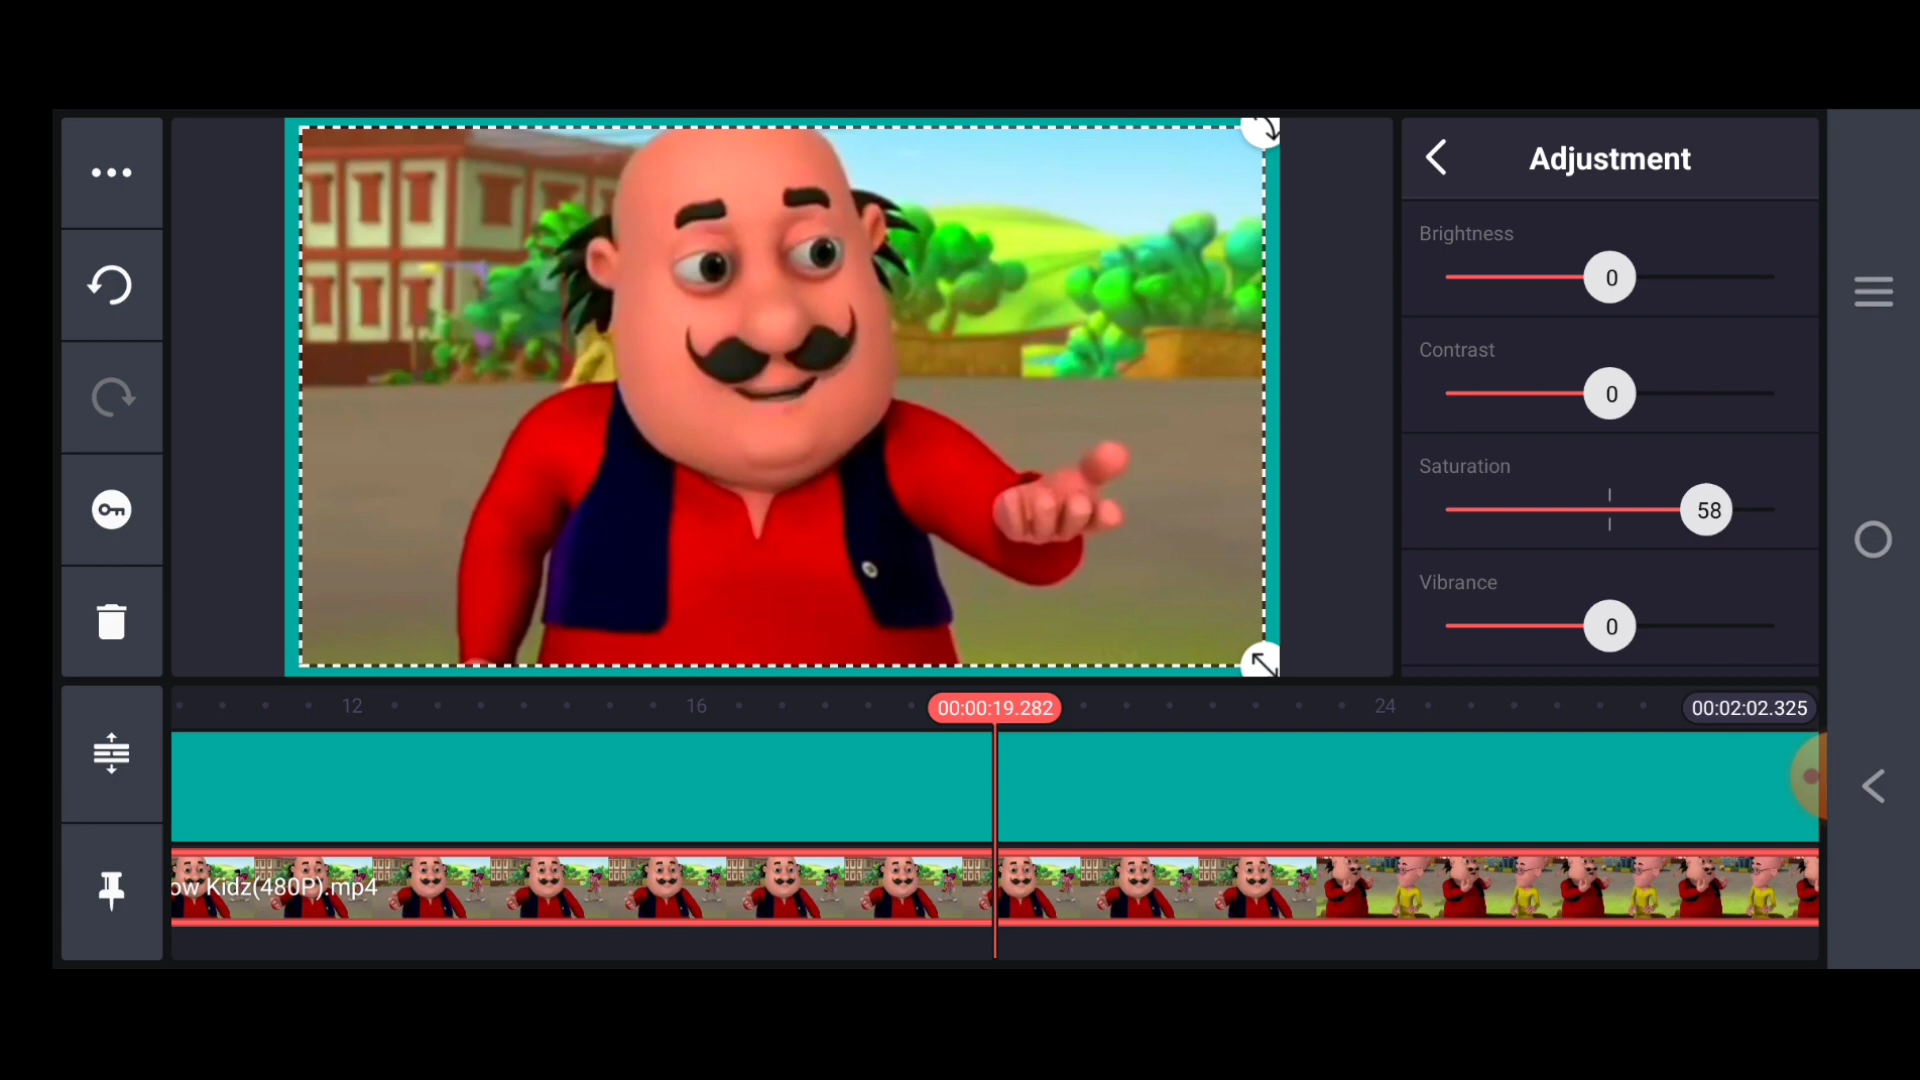 Adjustment
Brightness
0
Contrast
0
Saturation
58
Vibrance
0
12
16
00:00:19.282
24
00:02:02.325
ow Kidz(480P).mp4